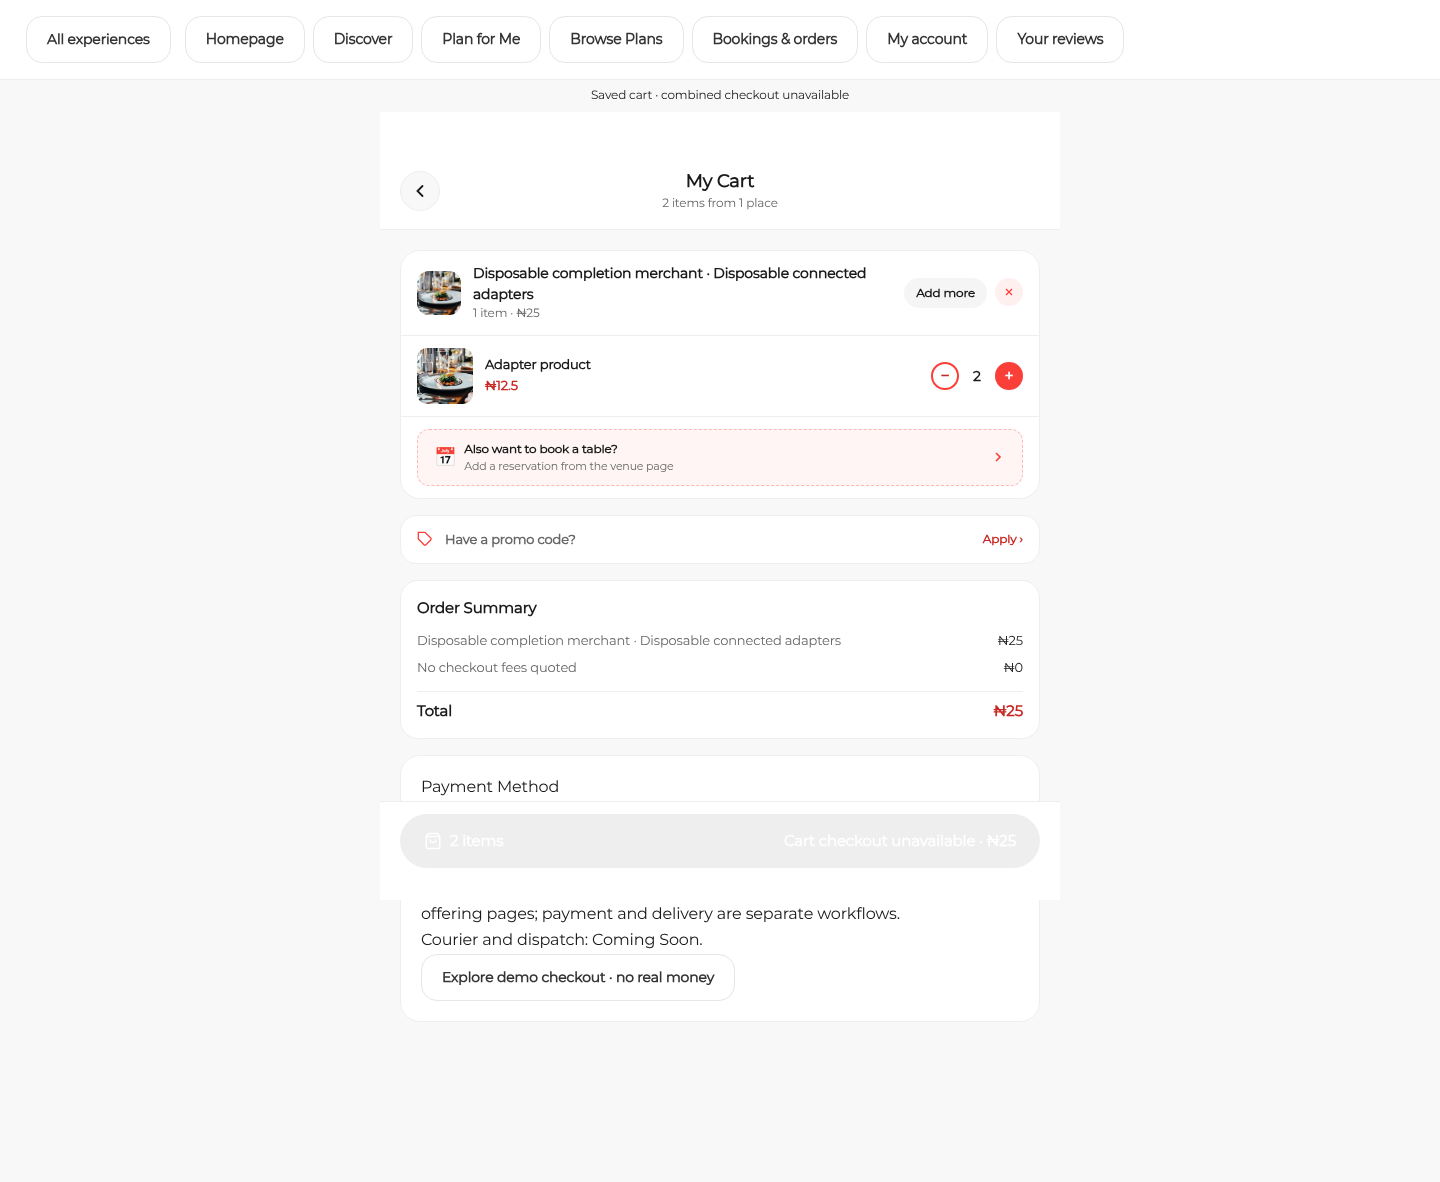 All experiences
Homepage
Discover
Plan for Me
Browse Plans
Bookings & orders
My account
Your reviews
Saved cart · combined checkout unavailable
My Cart
2 items from 1 place
Disposable completion merchant · Disposable connected
adapters
1 item · ₦25
Add more
×
Adapter product
₦12.5
− 2 +
July
17
Also want to book a table?
Add a reservation from the venue page
Have a promo code?
Apply ›
Order Summary
Disposable completion merchant · Disposable connected adapters ₦25
No checkout fees quoted ₦0
Total ₦25
Payment Method
2 items
Cart checkout unavailable · ₦25
offering pages; payment and delivery are separate workflows.
Courier and dispatch: Coming Soon.
Explore demo checkout · no real money